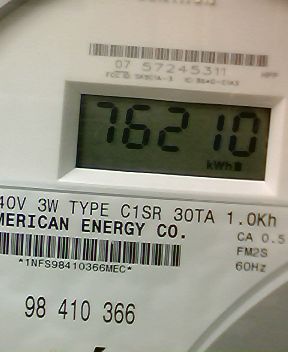 07 57245311
76210
kWh
40V 3W TYPE C1SR 30TA 1.0Kh
MERICAN ENERGY CO.
CA 0.5
FM2S
*1NFS98410366MEC*
60Hz
98 410 366